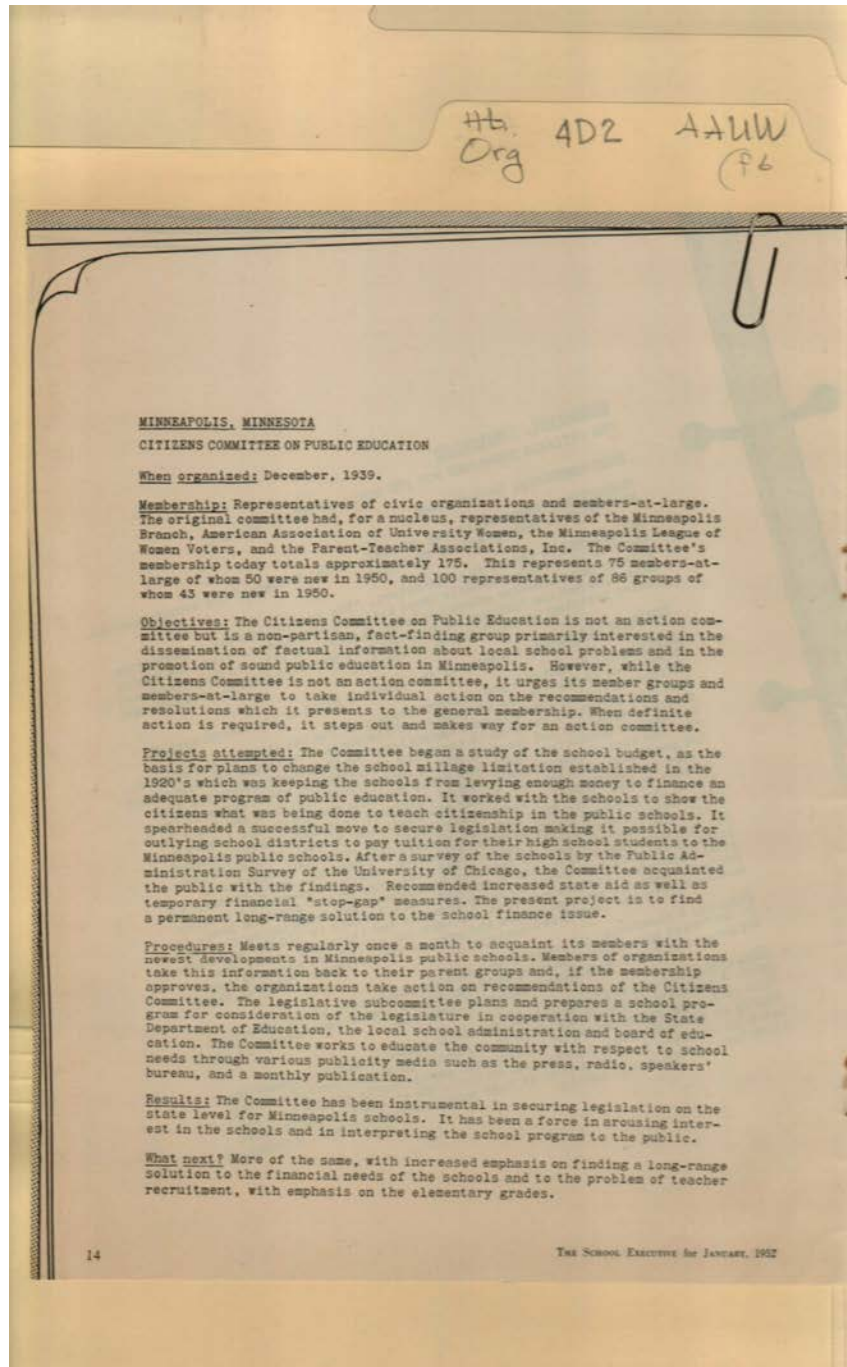 Ht.
Org 4D2 AAUW
MINNEAPOLIS, MINNESOTA
CITIZENS COMMITTEE ON PUBLIC EDUCATION
When organized: December, 1939.
Membership: Representatives of civic organizations and members-at-large.
The original committee had, for a nucleus, representatives of the Minneapolis
Branch, American Association of University Women, the Minneapolis League of
Women Voters, and the Parent-Teacher Associations, Inc. The Committee's
membership today totals approximately 175. This represents 75 members-at-
large of whom 50 were new in 1950, and 100 representatives of 86 groups of
whom 43 were new in 1950.
Objectives: The Citizens Committee on Public Education is not an action com-
mittee but is a non-partisan, fact-finding group primarily interested in the
dissemination of factual information about local school problems and in the
promotion of sound public education in Minneapolis. However, while the
Citizens Committee is not an action committee, it urges its member groups and
members-at-large to take individual action on the recommendations and
resolutions which it presents to the general membership. When definite
action is required, it steps out and makes way for an action committee.
Projects attempted: The Committee began a study of the school budget, as the
basis for plans to change the school millage limitation established in the
1920's which was keeping the schools from levying enough money to finance an
adequate program of public education. It worked with the schools to show the
citizens what was being done to teach citizenship in the public schools. It
spearheaded a successful move to secure legislation making it possible for
outlying school districts to pay tuition for their high school students to the
Minneapolis public schools. After a survey of the schools by the Public Ad-
ministration Survey of the University of Chicago, the Committee acquainted
the public with the findings. Recommended increased state aid as well as
temporary financial "stop-gap" measures. The present project is to find
a permanent long-range solution to the school finance issue.
Procedures: Meets regularly once a month to acquaint its members with the
newest developments in Minneapolis public schools. Members of organizations
take this information back to their parent groups and, if the membership
approves, the organizations take action on recommendations of the Citizens
Committee. The legislative subcommittee plans and prepares a school pro-
gram for consideration of the legislature in cooperation with the State
Department of Education, the local school administration and board of edu-
cation. The Committee works to educate the community with respect to school
needs through various publicity media such as the press, radio, speakers'
bureau, and a monthly publication.
Results: The Committee has been instrumental in securing legislation on the
state level for Minneapolis schools. It has been a force in arousing inter-
est in the schools and in interpreting the school program to the public.
What next? More of the same, with increased emphasis on finding a long-range
solution to the financial needs of the schools and to the problem of teacher
recruitment, with emphasis on the elementary grades.
14 THE SCHOOL EXECUTIVE for JANUARY, 1952